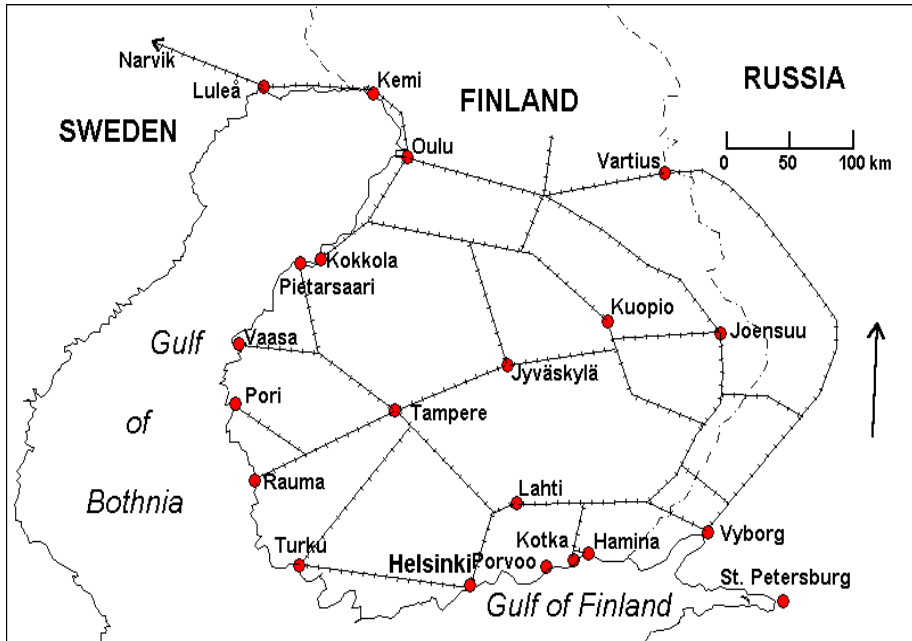 Narvik
Luleå
Kemi
FINLAND
RUSSIA
SWEDEN
Oulu
Vartius
0 50 100 km
Kokkola
Pietarsaari
Kuopio
Joensuu
Gulf
Vaasa
Jyväskylä
Pori
Tampere
of
Rauma
Bothnia
Lahti
Kotka
Hamina
Vyborg
Turku
Helsinki
Porvoo
St. Petersburg
Gulf of Finland